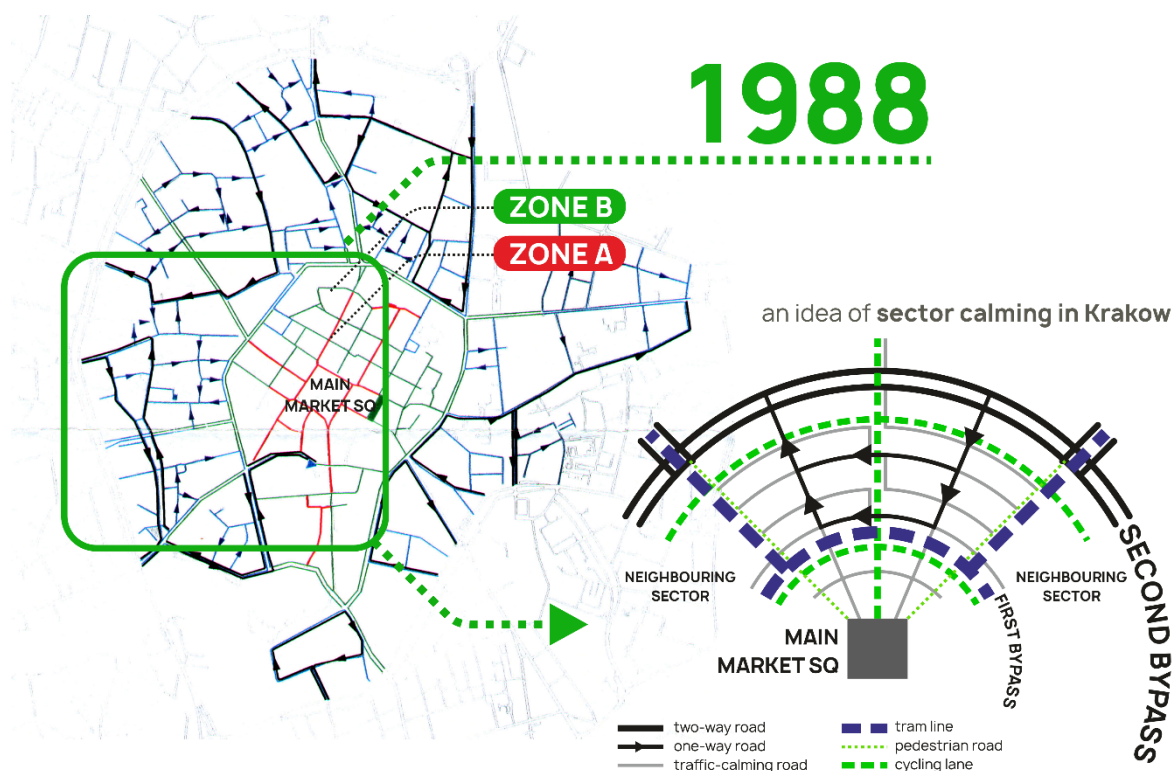 1988
ZONE B
ZONE A
MAIN
MARKET SQ
an idea of sector calming in Krakow
NEIGHBOURING
SECTOR
NEIGHBOURING
SECTOR
MAIN
MARKET SQ
FIRST BYPASS
SECOND BYPASS
two-way road
one-way road
traffic-calming road
tram line
pedestrian road
cycling lane